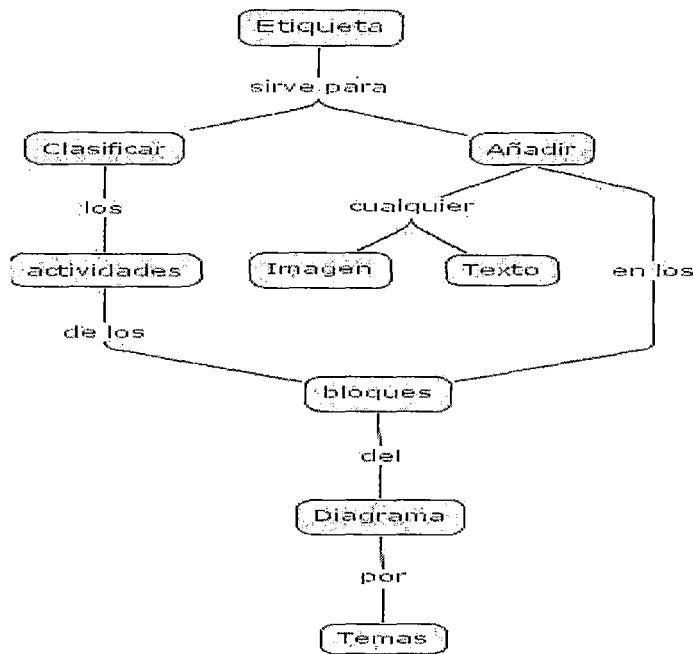 Etiqueta
sirve para
Clasificar Añadir
los cualquier
actividades Imagen Texto en los
de los
bloques
del
Diagrama
por
Temas